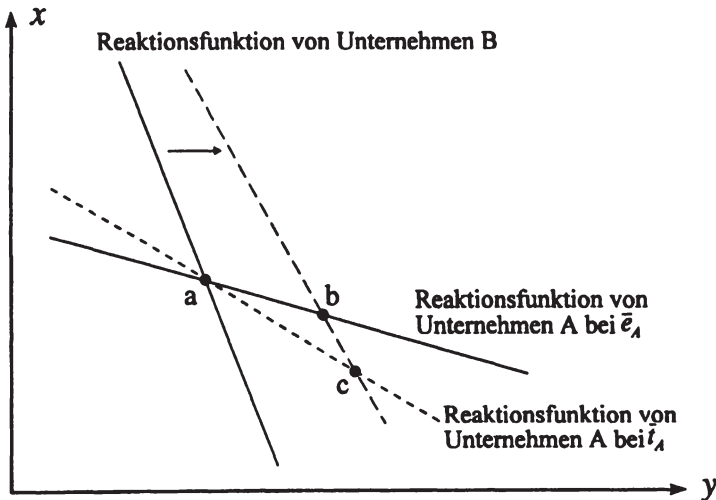 x
Reaktionsfunktion von Unternehmen B
a
b
Reaktionsfunktion von
Unternehmen A bei ē_A
c
Reaktionsfunktion von
Unternehmen A bei t̄_A
y